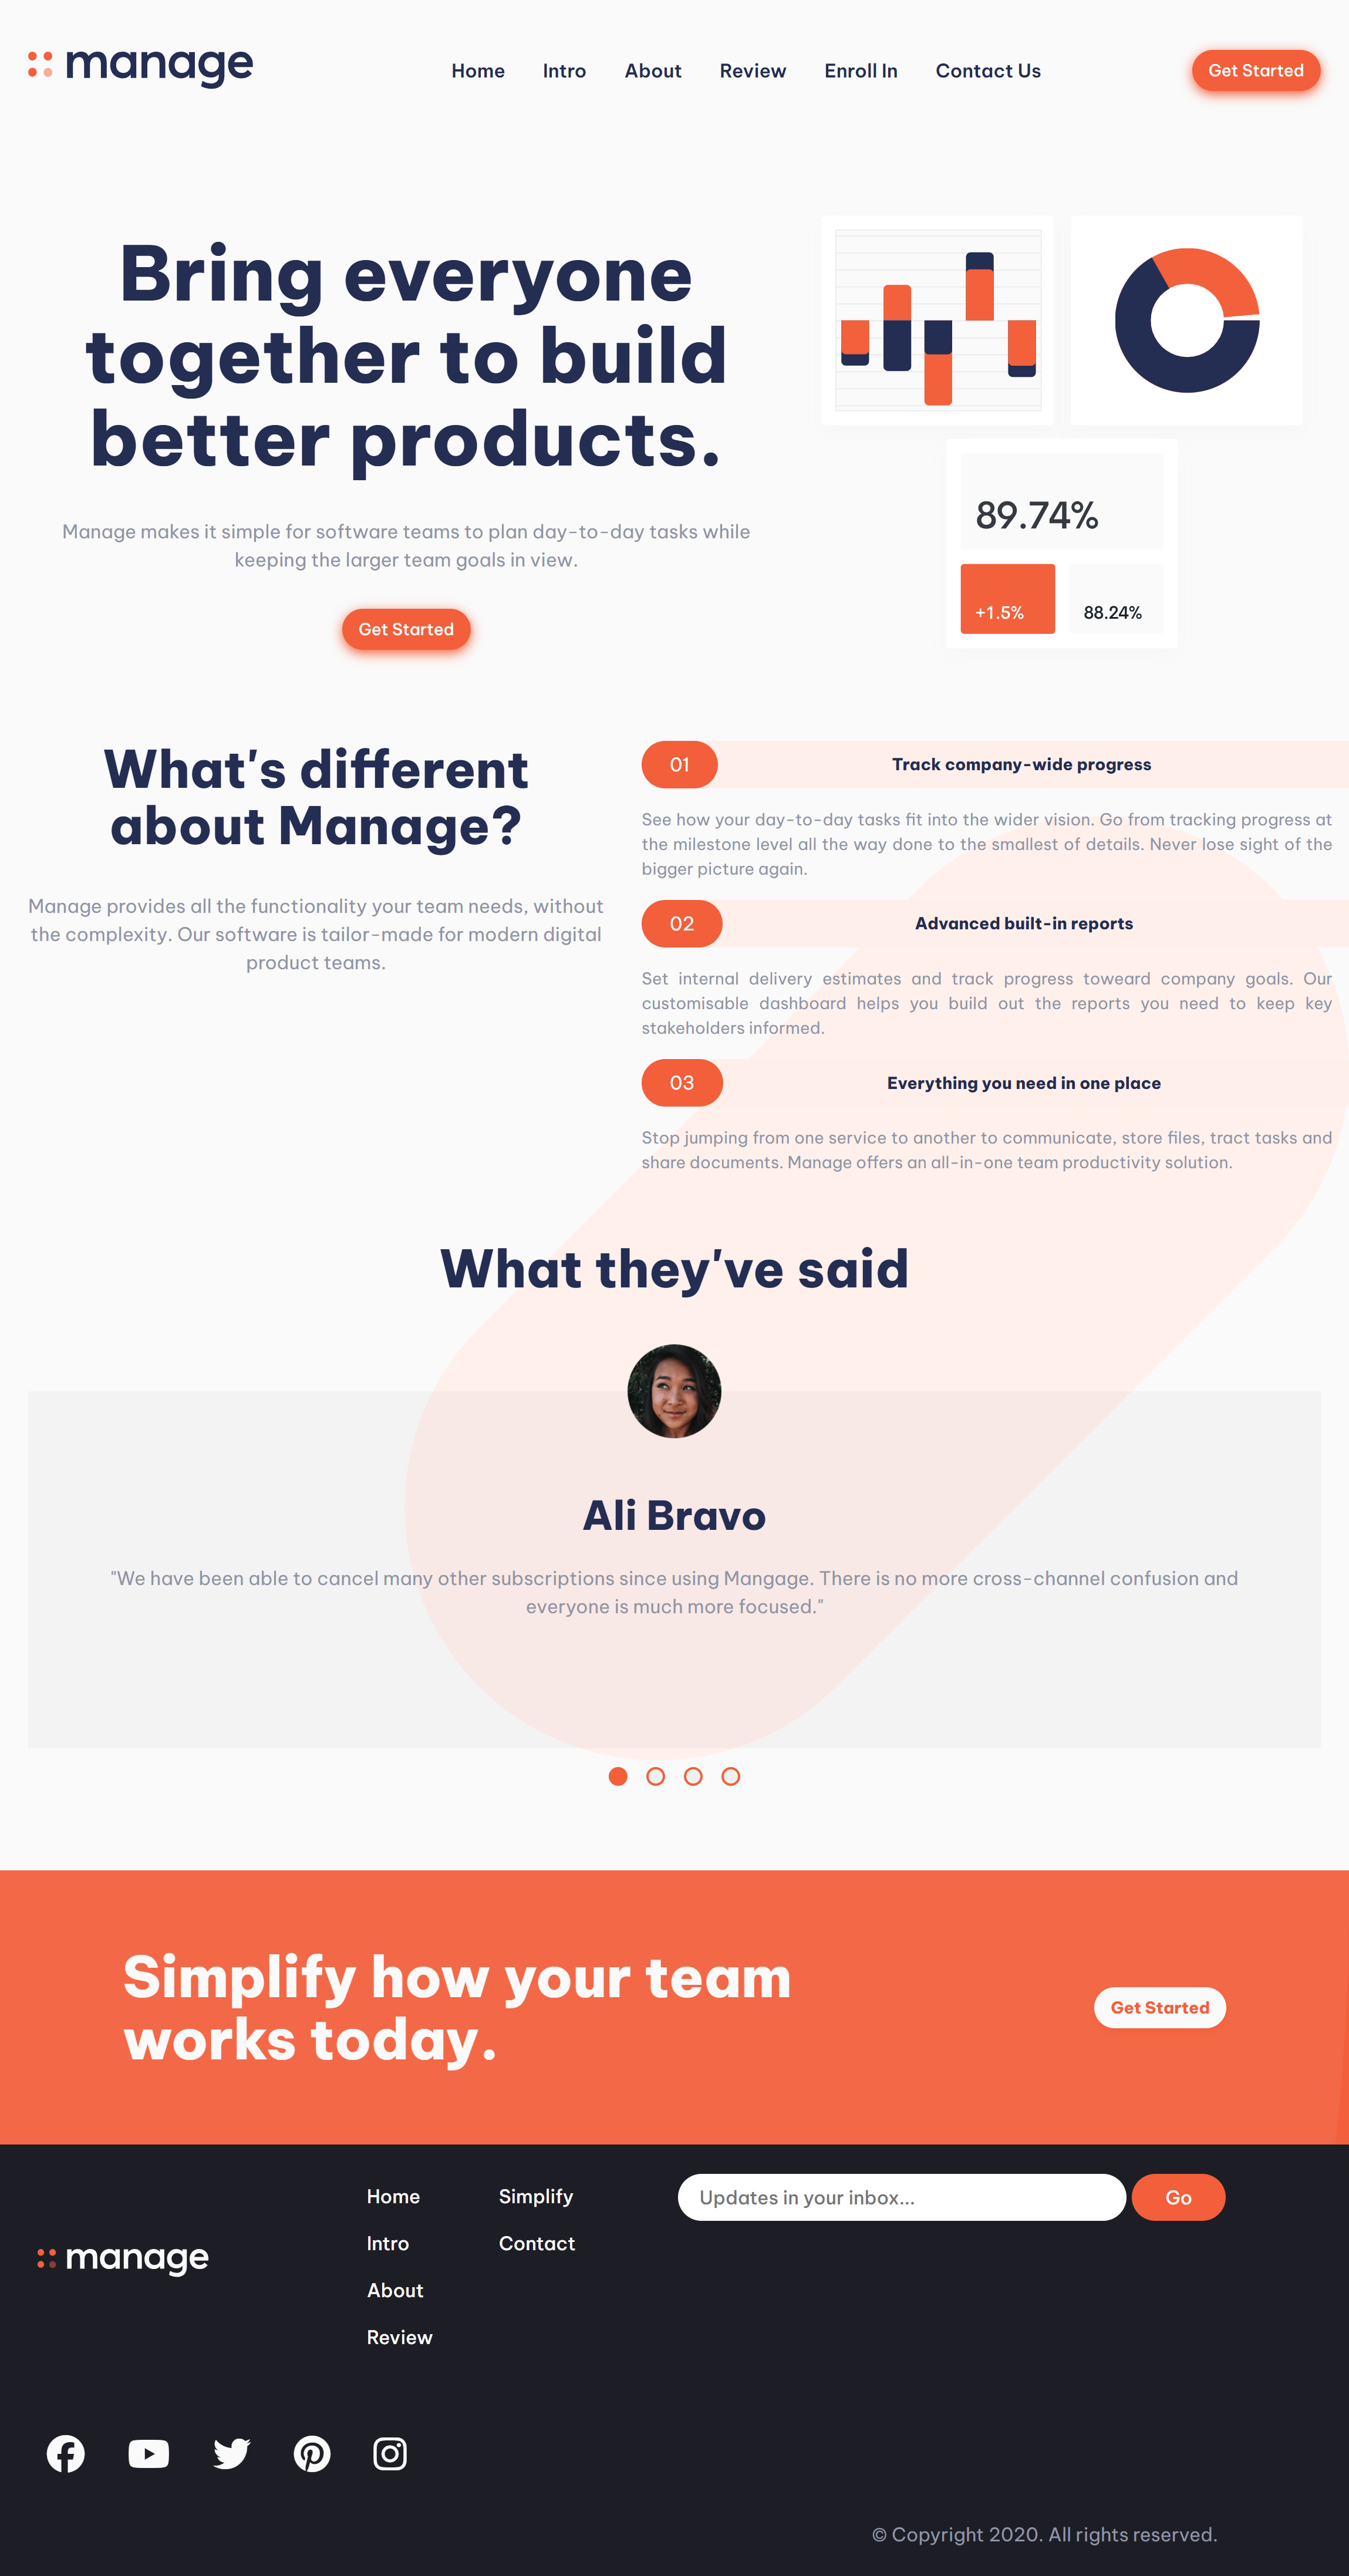 manage
Home Intro About Review Enroll In Contact Us
Get Started
Bring everyone
together to build
better products.
Manage makes it simple for software teams to plan day-to-day tasks while
keeping the larger team goals in view.
Get Started
89.74%
+1.5%
88.24%
What's different
about Manage?
Manage provides all the functionality your team needs, without
the complexity. Our software is tailor-made for modern digital
product teams.
01 Track company-wide progress
See how your day-to-day tasks fit into the wider vision. Go from tracking progress at
the milestone level all the way done to the smallest of details. Never lose sight of the
bigger picture again.
02 Advanced built-in reports
Set internal delivery estimates and track progress toward company goals. Our
customisable dashboard helps you build out the reports you need to keep key
stakeholders informed.
03 Everything you need in one place
Stop jumping from one service to another to communicate, store files, tract tasks and
share documents. Manage offers an all-in-one team productivity solution.
What they've said
Ali Bravo
"We have been able to cancel many other subscriptions since using Mangage. There is no more cross-channel confusion and
everyone is much more focused."
Simplify how your team
works today.
Get Started
manage
Home
Intro
About
Review
Simplify
Contact
Updates in your inbox...
Go
© Copyright 2020. All rights reserved.